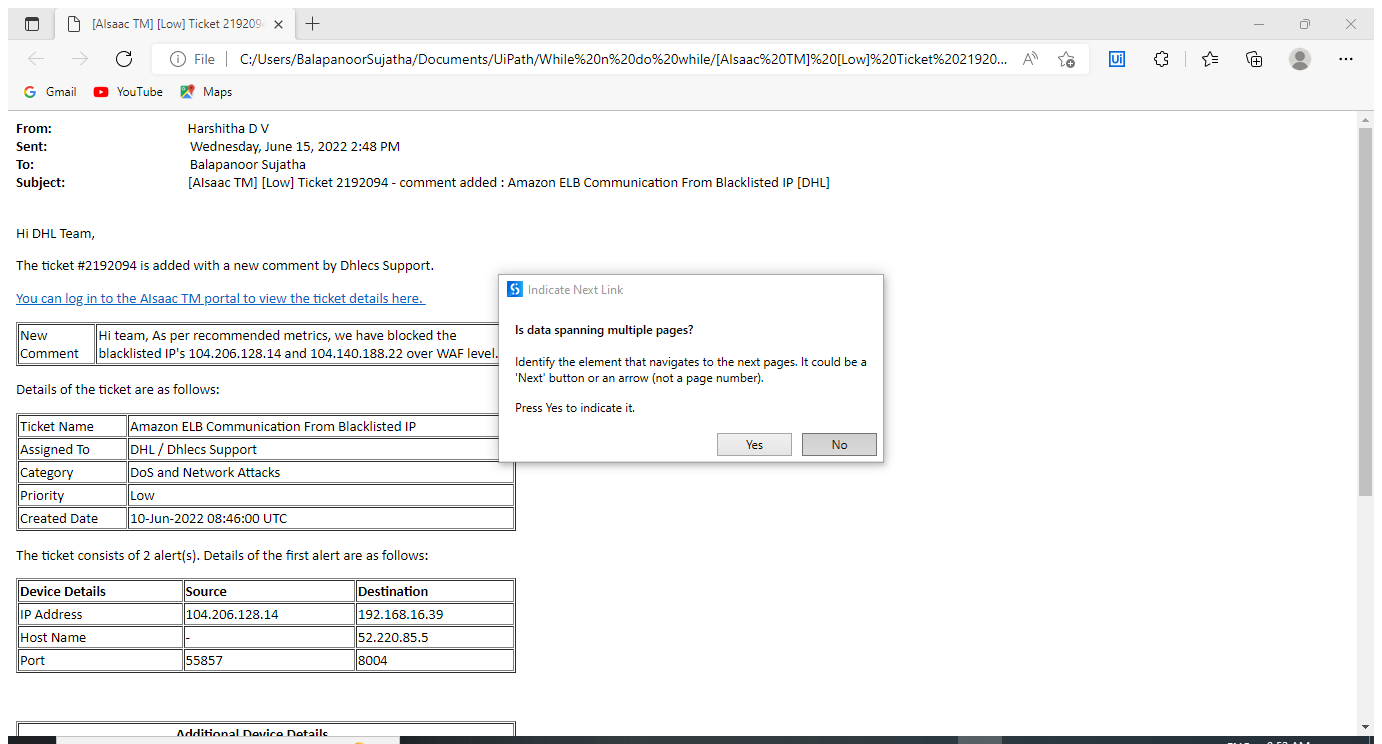 [AIsaac TM] [Low] Ticket 219209
File
C:/Users/BalapanoorSujatha/Documents/UiPath/While%20n%20do%20while/[AIsaac%20TM]%20[Low]%20Ticket%2021920...
Ui
Gmail YouTube Maps
From: Harshitha D V
Sent: Wednesday, June 15, 2022 2:48 PM
To: Balapanoor Sujatha
Subject: [AIsaac TM] [Low] Ticket 2192094 - comment added : Amazon ELB Communication From Blacklisted IP [DHL]
Hi DHL Team,
The ticket #2192094 is added with a new comment by Dhlecs Support.
You can log in to the AIsaac TM portal to view the ticket details here.
New Comment
Hi team, As per recommended metrics, we have blocked the
blacklisted IP's 104.206.128.14 and 104.140.188.22 over WAF level.
Details of the ticket are as follows:
Ticket Name Amazon ELB Communication From Blacklisted IP
Assigned To DHL / Dhlecs Support
Category DoS and Network Attacks
Priority Low
Created Date 10-Jun-2022 08:46:00 UTC
The ticket consists of 2 alert(s). Details of the first alert are as follows:
Device Details Source Destination
IP Address 104.206.128.14 192.168.16.39
Host Name - 52.220.85.5
Port 55857 8004
Additional Device Details
Indicate Next Link
Is data spanning multiple pages?
Identify the element that navigates to the next pages. It could be a
'Next' button or an arrow (not a page number).
Press Yes to indicate it.
Yes No